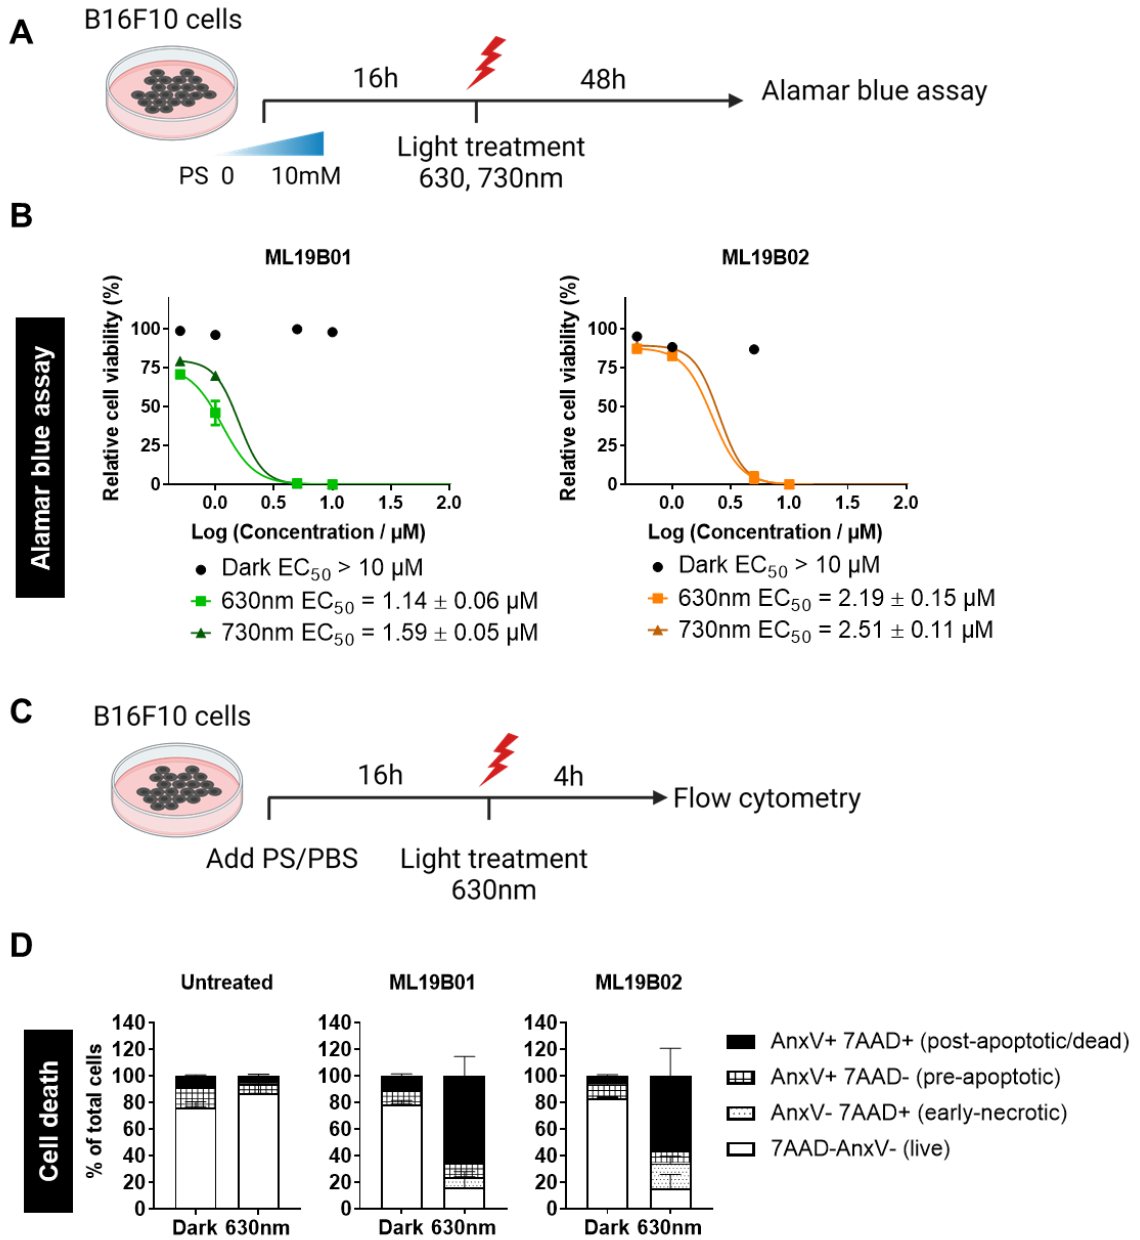 A
B16F10 cells
16h
48h
Alamar blue assay
PS 0 10mM
Light treatment
630, 730nm
B
Alamar blue assay
ML19B01
Relative cell viability (%)
100
75
50
25
0
0.0 0.5 1.0 1.5 2.0
Log (Concentration / µM)
Dark EC50 > 10 µM
630nm EC50 = 1.14 ± 0.06 µM
730nm EC50 = 1.59 ± 0.05 µM
ML19B02
Relative cell viability (%)
100
75
50
25
0
0.0 0.5 1.0 1.5 2.0
Log (Concentration / µM)
Dark EC50 > 10 µM
630nm EC50 = 2.19 ± 0.15 µM
730nm EC50 = 2.51 ± 0.11 µM
C
B16F10 cells
16h
4h
Flow cytometry
Add PS/PBS
Light treatment
630nm
D
Cell death
Untreated
% of total cells
140
120
100
80
60
40
20
0
Dark 630nm
ML19B01
140
120
100
80
60
40
20
0
Dark 630nm
ML19B02
140
120
100
80
60
40
20
0
Dark 630nm
AnxV+ 7AAD+ (post-apoptotic/dead)
AnxV+ 7AAD- (pre-apoptotic)
AnxV- 7AAD+ (early-necrotic)
7AAD-AnxV- (live)